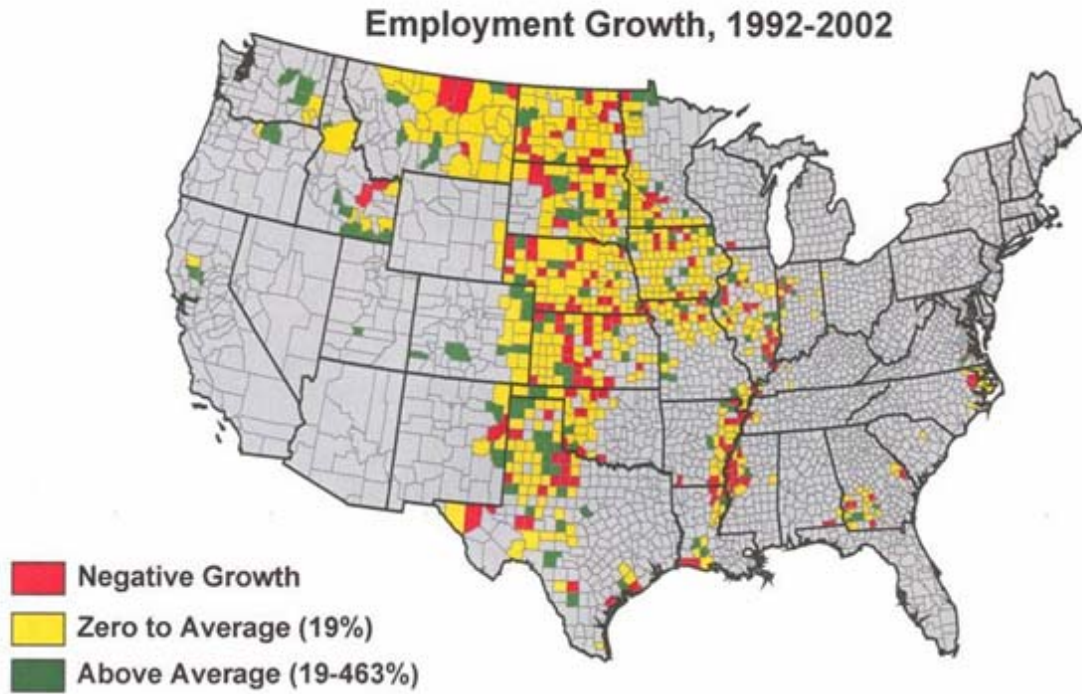 Employment Growth, 1992-2002
Negative Growth
Zero to Average (19%)
Above Average (19-463%)